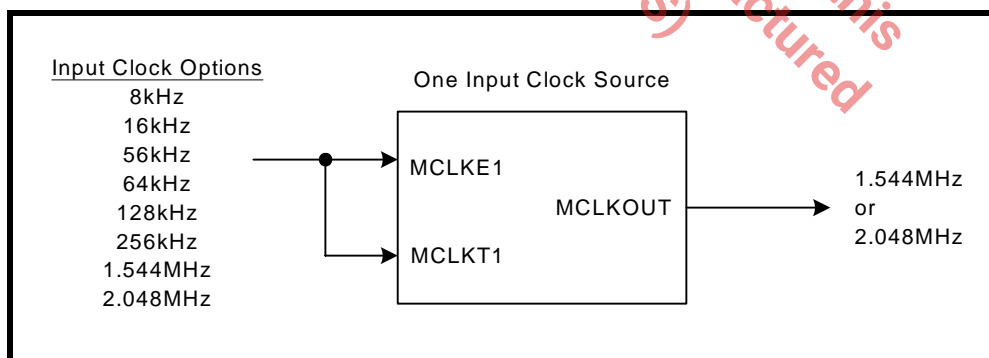 Input Clock Options
8kHz
16kHz
56kHz
64kHz
128kHz
256kHz
1.544MHz
2.048MHz
One Input Clock Source
MCLKE1
MCLKT1
MCLKOUT
1.544MHz
or
2.048MHz